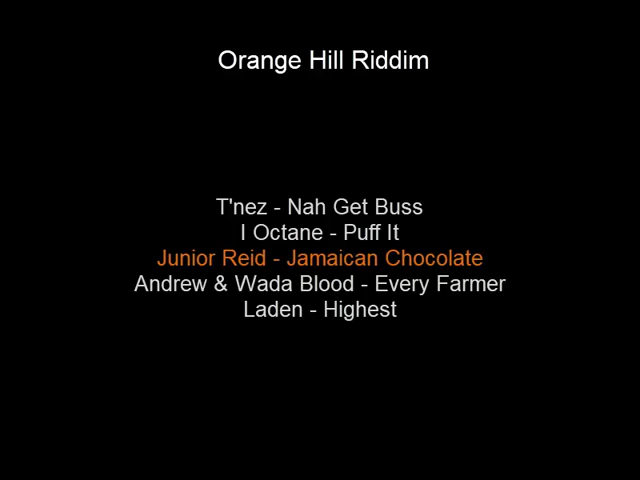 Orange Hill Riddim
T'nez - Nah Get Buss
I Octane - Puff It
Junior Reid - Jamaican Chocolate
Andrew & Wada Blood - Every Farmer
Laden - Highest